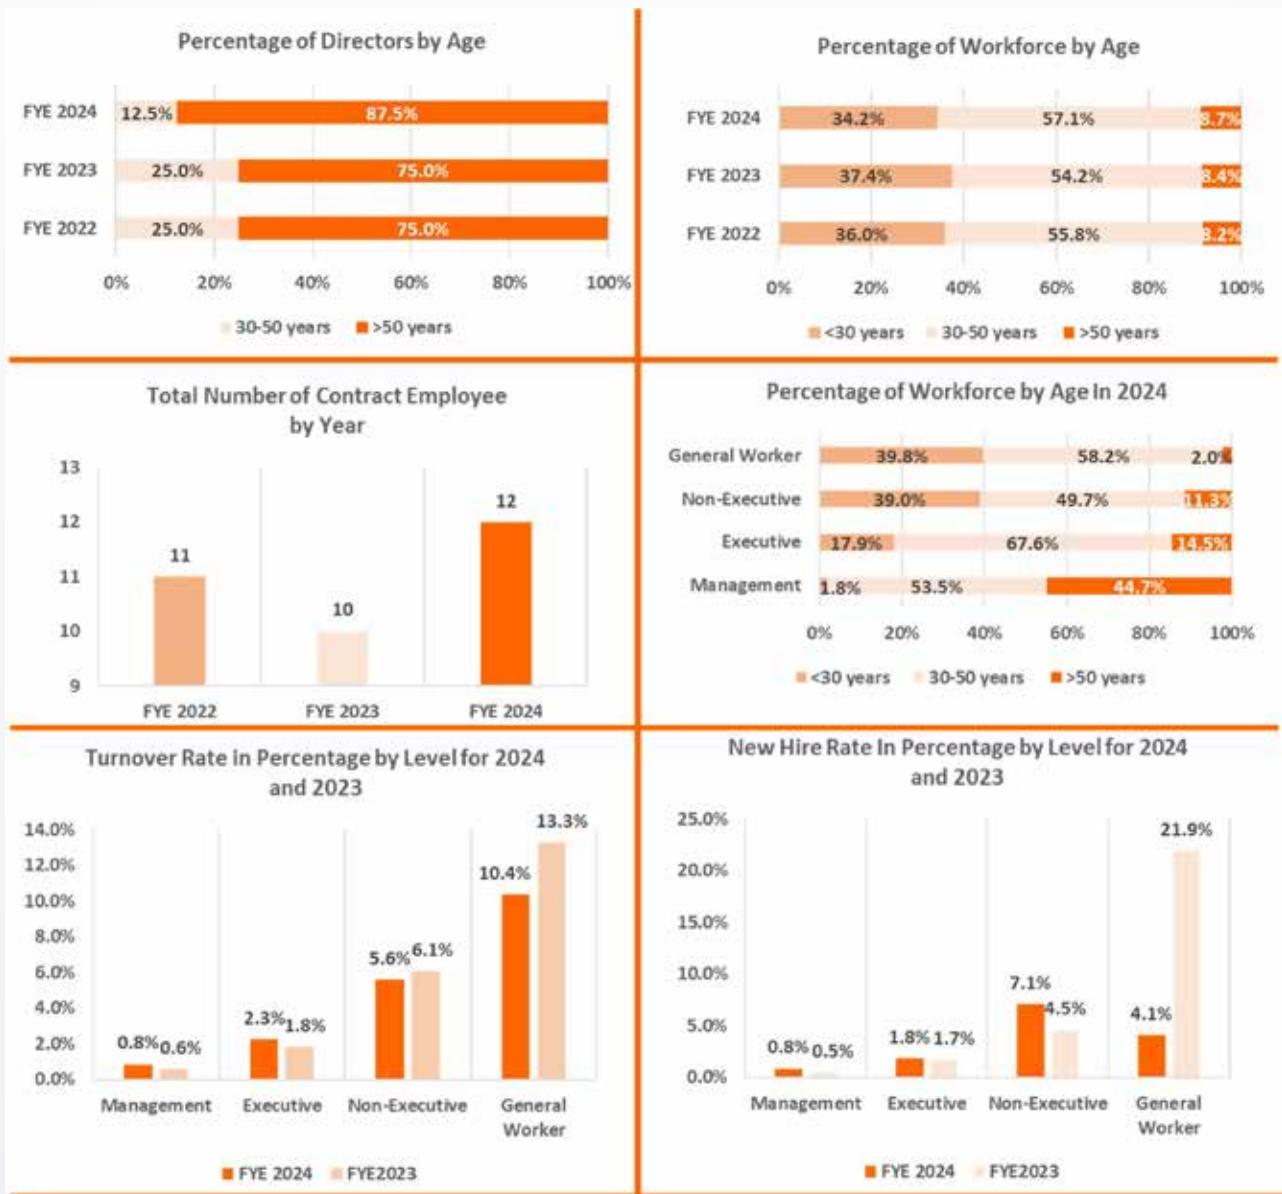 Percentage of Directors by Age
FYE 2024
12.5%
87.5%
FYE 2023
25.0%
75.0%
FYE 2022
25.0%
75.0%
0%
20%
40%
60%
80%
100%
30-50 years
>50 years
Percentage of Workforce by Age
FYE 2024
34.2%
57.1%
8.7%
FYE 2023
37.4%
54.2%
8.4%
FYE 2022
36.0%
55.8%
8.2%
0%
20%
40%
60%
80%
100%
<30 years
30-50 years
>50 years
Total Number of Contract Employee
by Year
13
12
11
10
9
11
10
12
FYE 2022
FYE 2023
FYE 2024
Percentage of Workforce by Age In 2024
General Worker
39.8%
58.2%
2.0%
Non-Executive
39.0%
49.7%
11.3%
Executive
17.9%
67.6%
14.5%
Management
1.8%
53.5%
44.7%
0%
20%
40%
60%
80%
100%
<30 years
30-50 years
>50 years
Turnover Rate in Percentage by Level for 2024
and 2023
14.0%
12.0%
10.0%
8.0%
6.0%
4.0%
2.0%
0.0%
0.8%
0.6%
2.3%
1.8%
5.6%
6.1%
10.4%
13.3%
Management
Executive
Non-Executive
General
Worker
FYE 2024
FYE2023
New Hire Rate In Percentage by Level for 2024
and 2023
25.0%
20.0%
15.0%
10.0%
5.0%
0.0%
0.8%
0.5%
1.8%
1.7%
7.1%
4.5%
4.1%
21.9%
Management
Executive
Non-Executive
General
Worker
FYE 2024
FYE2023